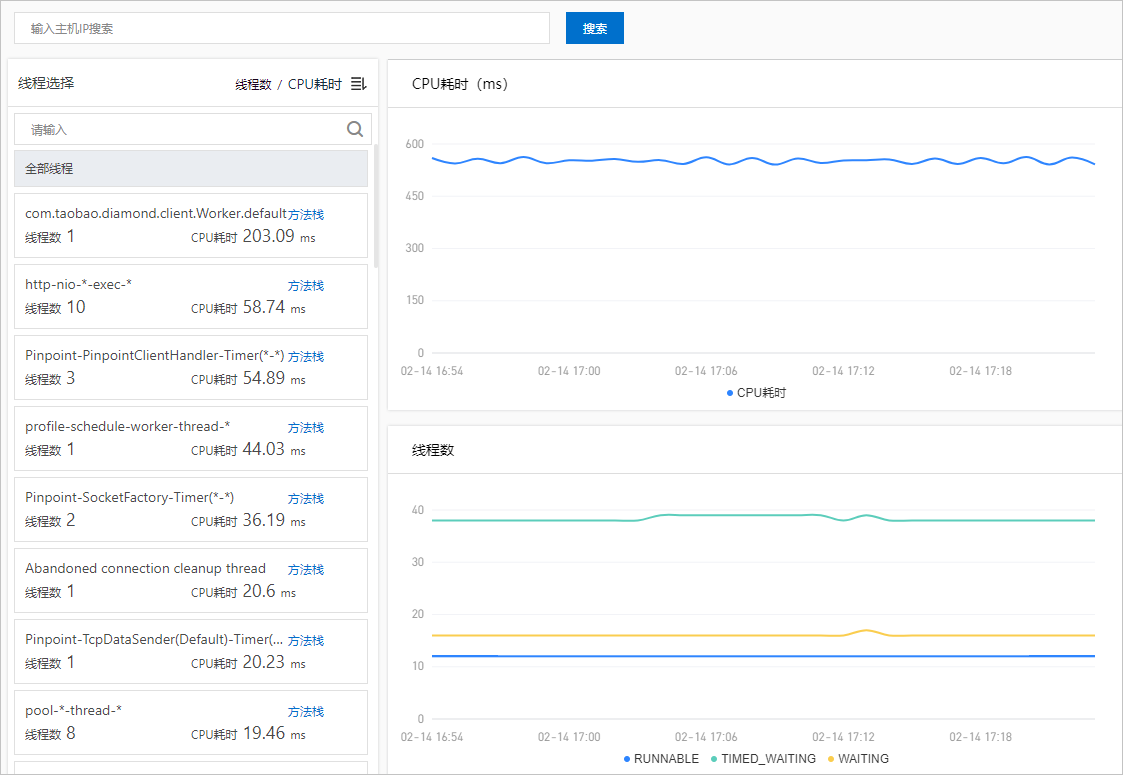 输入主机IP搜索
搜索
线程选择
线程数 / CPU耗时
请输入
全部线程
com.taobao.diamond.client.Worker.default 方法栈
线程数 1 CPU耗时 203.09 ms
http-nio-*-exec-* 方法栈
线程数 10 CPU耗时 58.74 ms
Pinpoint-PinpointClientHandler-Timer(*-*) 方法栈
线程数 3 CPU耗时 54.89 ms
profile-schedule-worker-thread-* 方法栈
线程数 1 CPU耗时 44.03 ms
Pinpoint-SocketFactory-Timer(*-*) 方法栈
线程数 2 CPU耗时 36.19 ms
Abandoned connection cleanup thread 方法栈
线程数 1 CPU耗时 20.6 ms
Pinpoint-TcpDataSender(Default)-Timer(... 方法栈
线程数 1 CPU耗时 20.23 ms
pool-*-thread-* 方法栈
线程数 8 CPU耗时 19.46 ms
CPU耗时（ms）
600
450
300
150
0
02-14 16:54 02-14 17:00 02-14 17:06 02-14 17:12 02-14 17:18
CPU耗时
线程数
40
30
20
10
0
02-14 16:54 02-14 17:00 02-14 17:06 02-14 17:12 02-14 17:18
RUNNABLE TIMED_WAITING WAITING